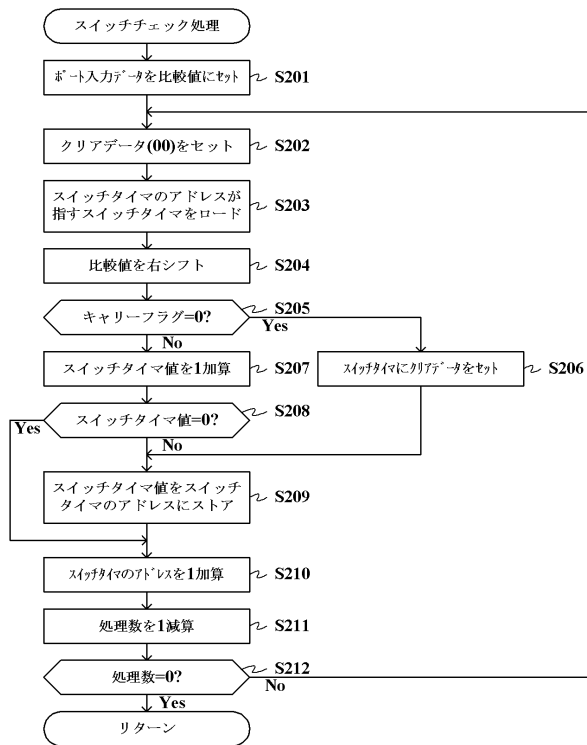 スイッチチェック処理
ポート入力データを比較値にセット
S201
クリアデータ(00)をセット
S202
スイッチタイマのアドレスが
指すスイッチタイマをロード
S203
比較値を右シフト
S204
キャリーフラグ=0?
S205
Yes
No
スイッチタイマ値を1加算
S207
スイッチタイマにクリアデータをセット
S206
スイッチタイマ値=0?
S208
Yes
No
スイッチタイマ値をスイッチ
タイマのアドレスにストア
S209
スイッチタイマのアドレスを1加算
S210
処理数を1減算
S211
処理数=0?
S212
No
Yes
リターン